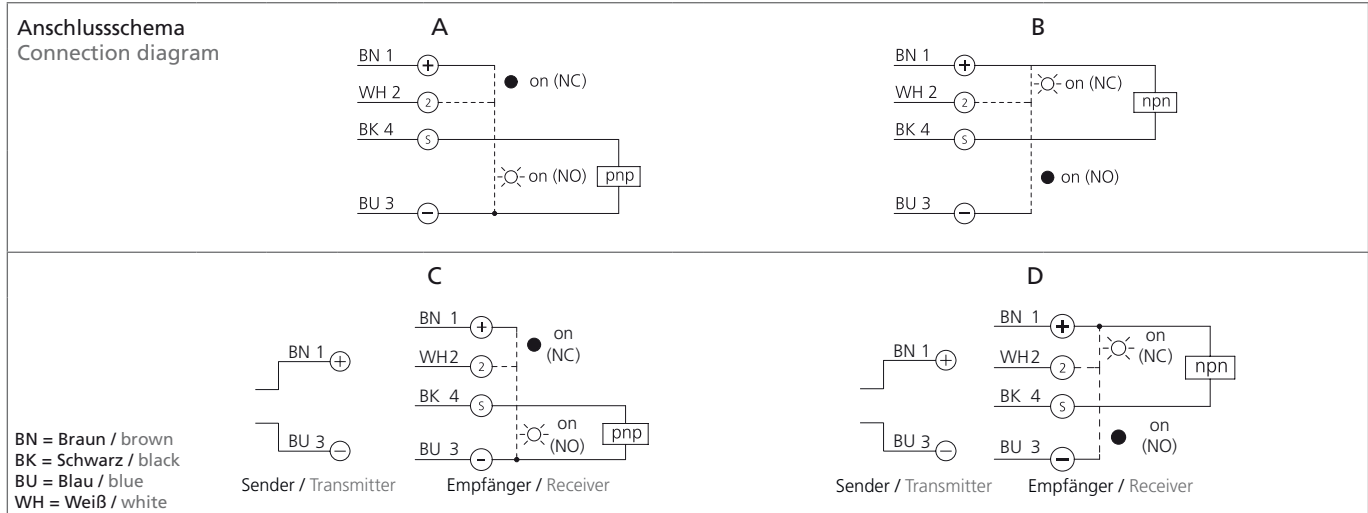 Anschlussschema
Connection diagram
A
BN 1
+
on (NC)
WH 2
2
BK 4
S
on (NO)
pnp
BU 3
−
B
BN 1
+
on (NC)
WH 2
2
npn
BK 4
S
on (NO)
BU 3
−
C
BN 1
+
BU 3
−
Sender / Transmitter
BN 1
+
on
(NC)
WH2
2
BK 4
S
on
(NO)
pnp
BU 3
-
Empfänger / Receiver
D
BN 1
+
BU 3
−
Sender / Transmitter
BN 1
+
on
(NC)
WH2
2
npn
BK 4
S
on
(NO)
BU 3
−
Empfänger / Receiver
BN = Braun / brown
BK = Schwarz / black
BU = Blau / blue
WH = Weiß / white